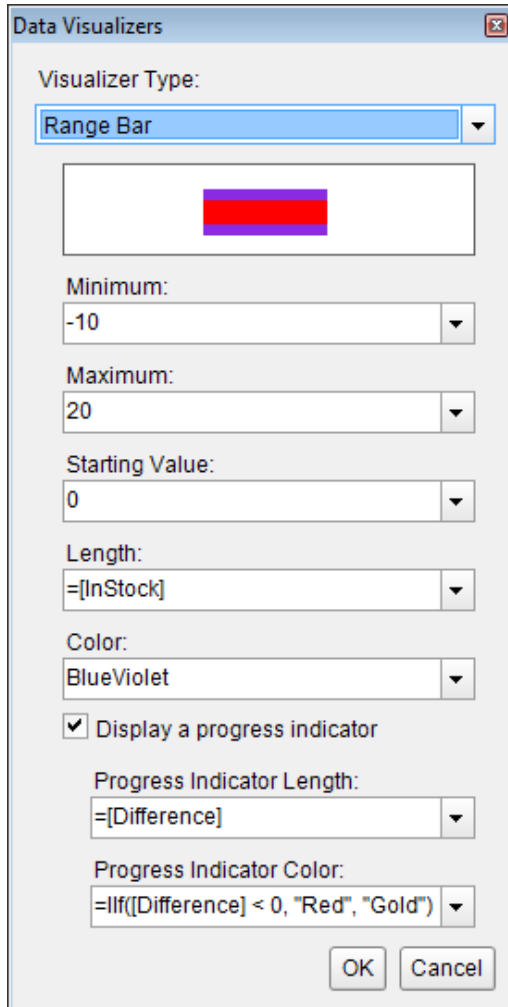 Data Visualizers
Visualizer Type:
Range Bar
Minimum:
-10
Maximum:
20
Starting Value:
0
Length:
=[InStock]
Color:
BlueViolet
Display a progress indicator
Progress Indicator Length:
=[Difference]
Progress Indicator Color:
=IIf([Difference] < 0, "Red", "Gold")
OK Cancel